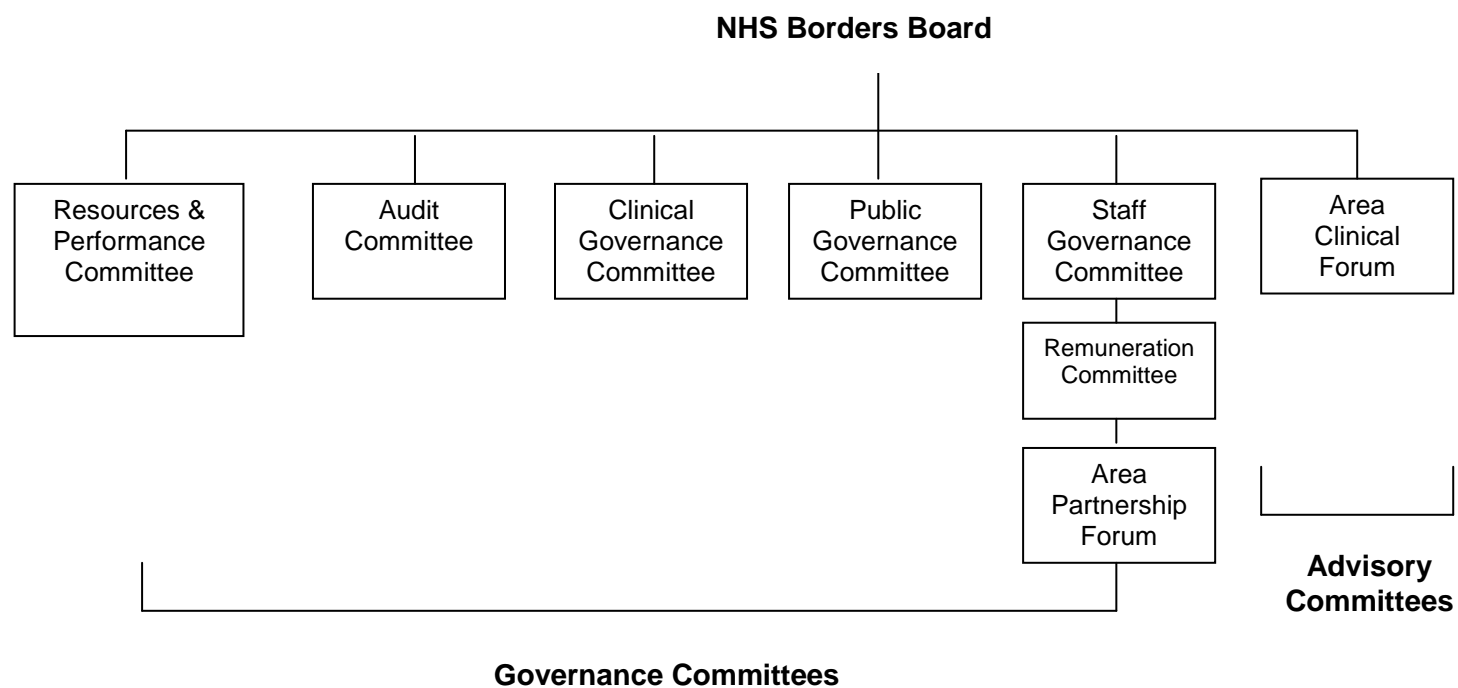 NHS Borders Board
Resources &
Performance
Committee
Audit
Committee
Clinical
Governance
Committee
Public
Governance
Committee
Staff
Governance
Committee
Area
Clinical
Forum
Remuneration
Committee
Area
Partnership
Forum
Advisory
Committees
Governance Committees